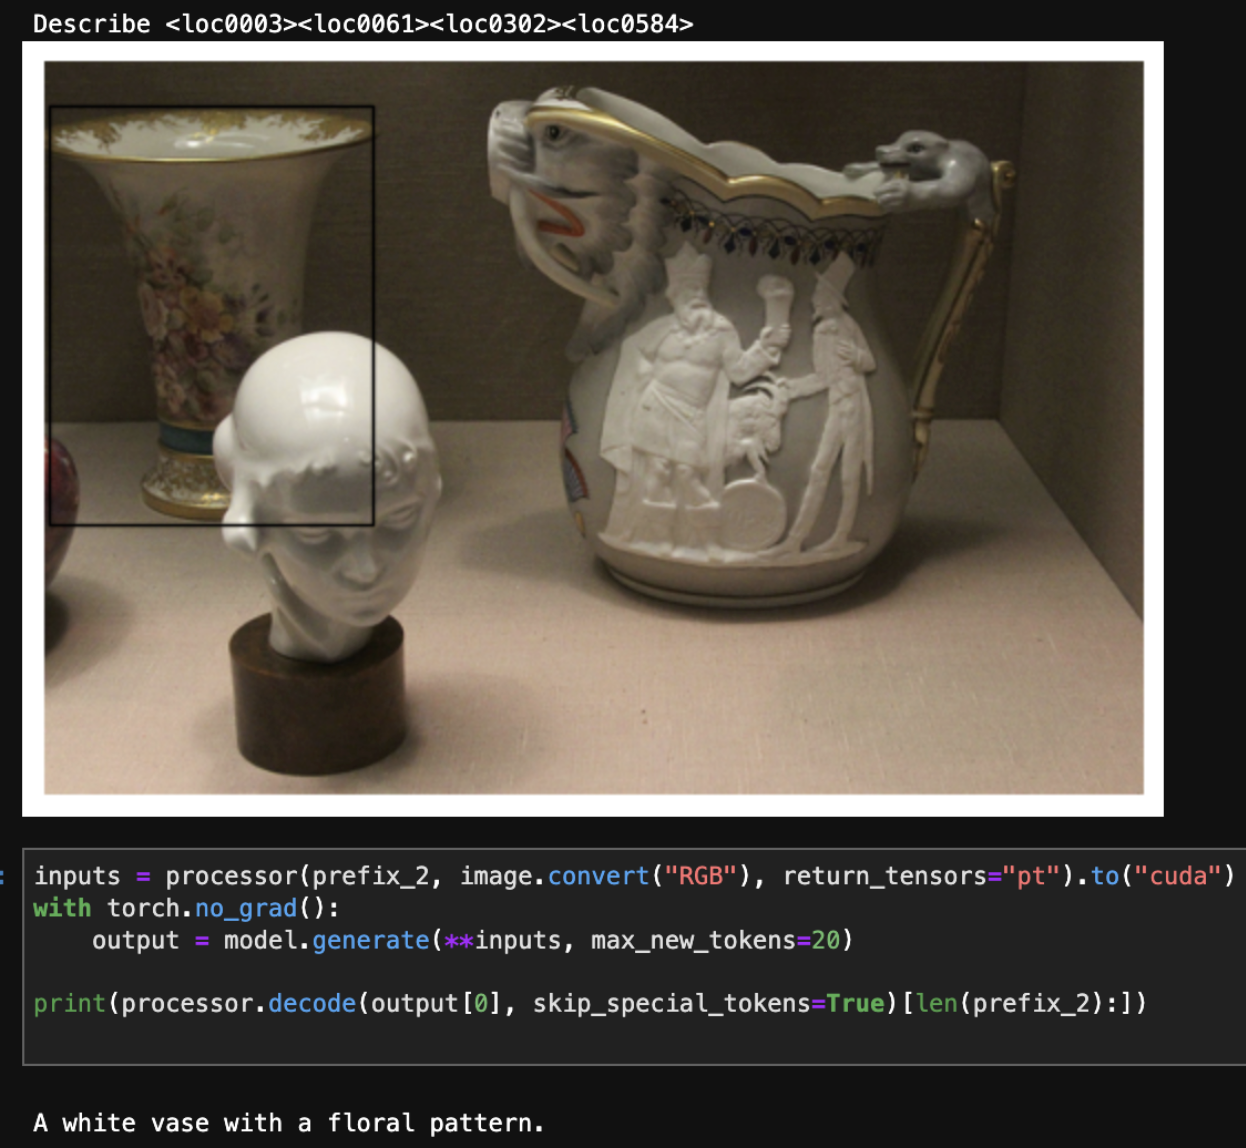 Describe <loc0003><loc0061><loc0302><loc0584>
:
inputs = processor(prefix_2, image.convert("RGB"), return_tensors="pt").to("cuda")
with torch.no_grad():
    output = model.generate(**inputs, max_new_tokens=20)
print(processor.decode(output[0], skip_special_tokens=True)[len(prefix_2):])
A white vase with a floral pattern.